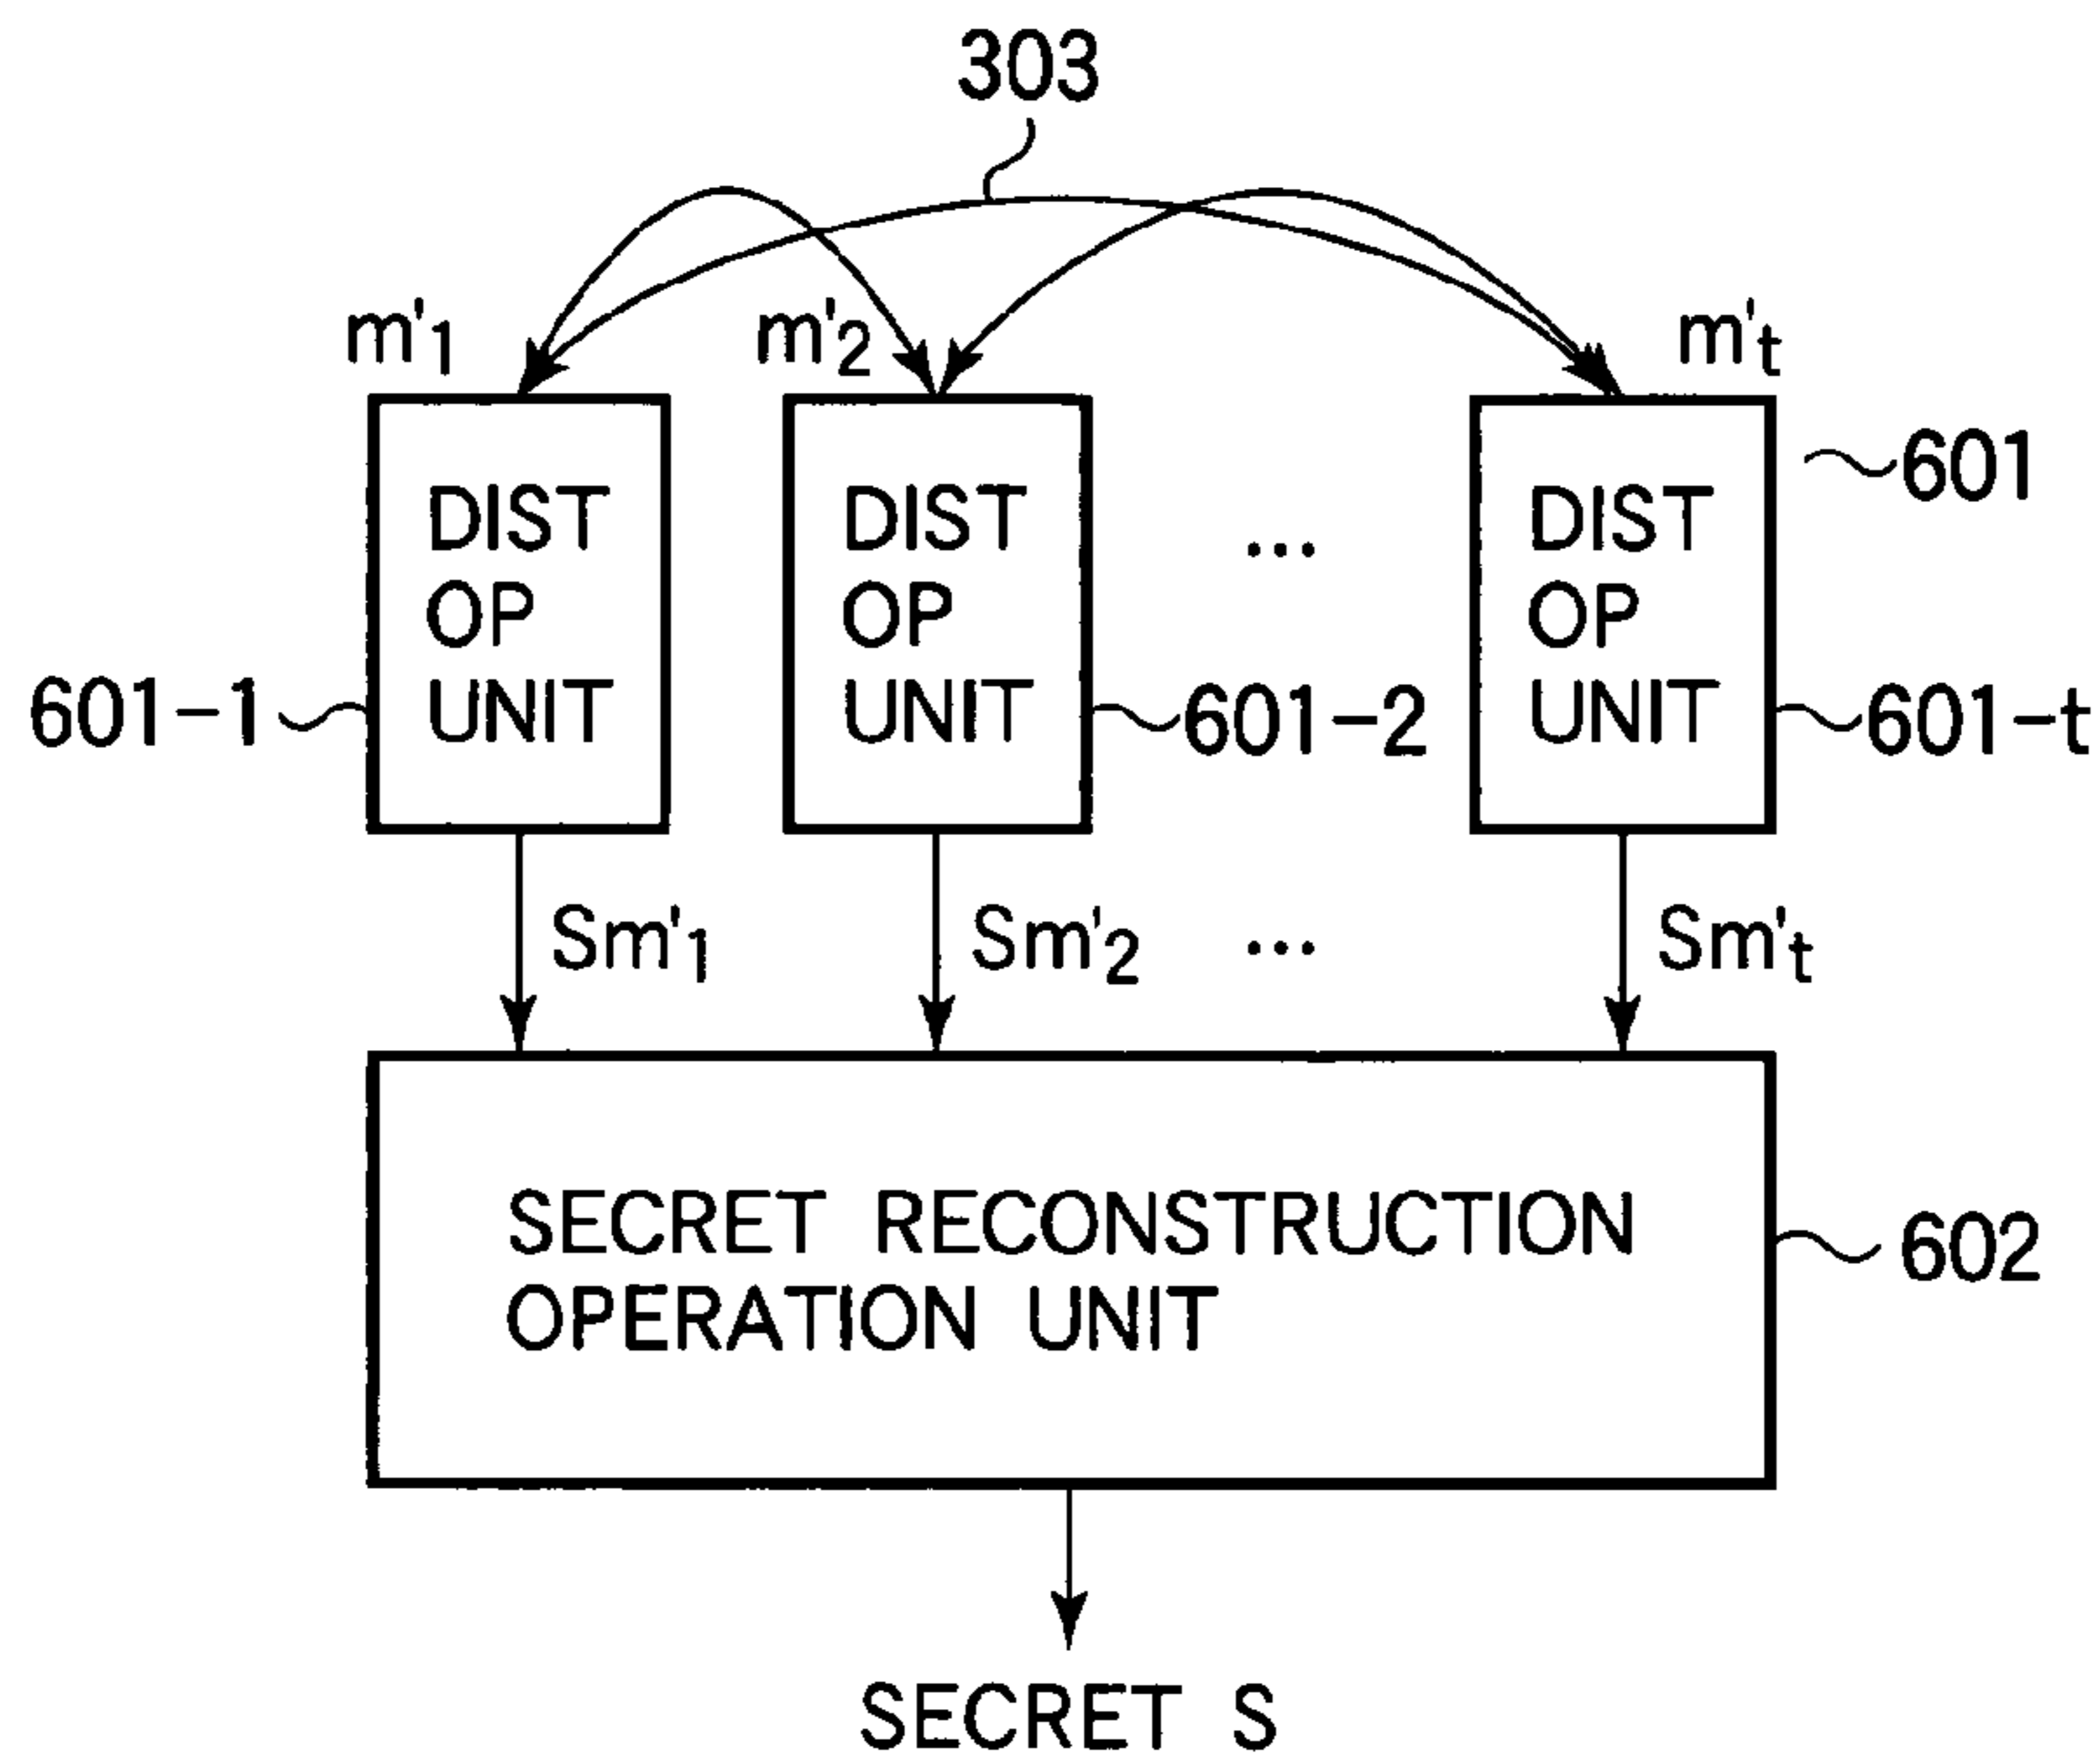 303
m'1 m'2 m't
DIST OP UNIT
DIST OP UNIT
...
DIST OP UNIT
601
601-1
601-2
601-t
Sm'1 Sm'2 ... Sm't
SECRET RECONSTRUCTION
OPERATION UNIT
602
SECRET S